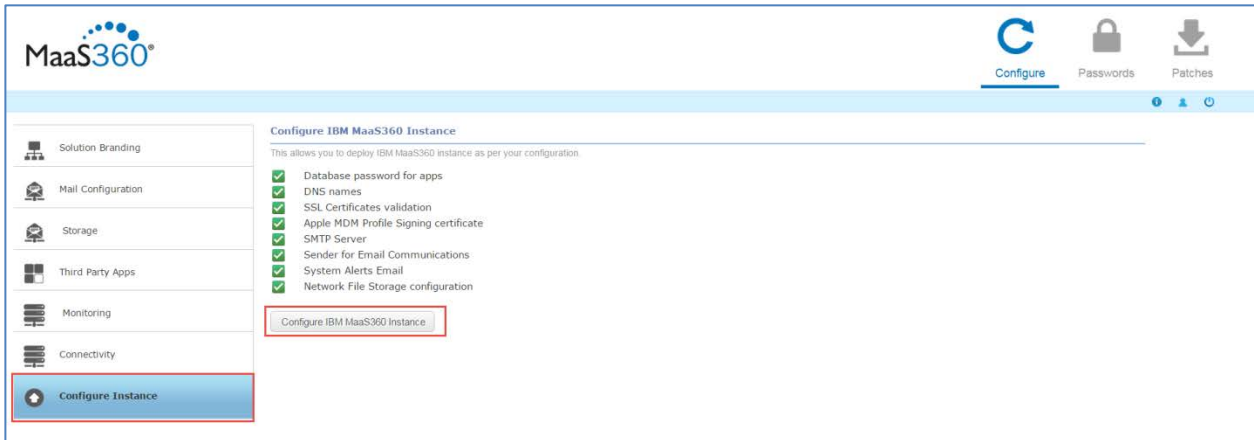 MaaS360®
Configure
Passwords
Patches
Solution Branding
Mail Configuration
Storage
Third Party Apps
Monitoring
Connectivity
Configure Instance
Configure IBM MaaS360 Instance
This allows you to deploy IBM MaaS360 instance as per your configuration.
Database password for apps
DNS names
SSL Certificates validation
Apple MDM Profile Signing certificate
SMTP Server
Sender for Email Communications
System Alerts Email
Network File Storage configuration
Configure IBM MaaS360 Instance